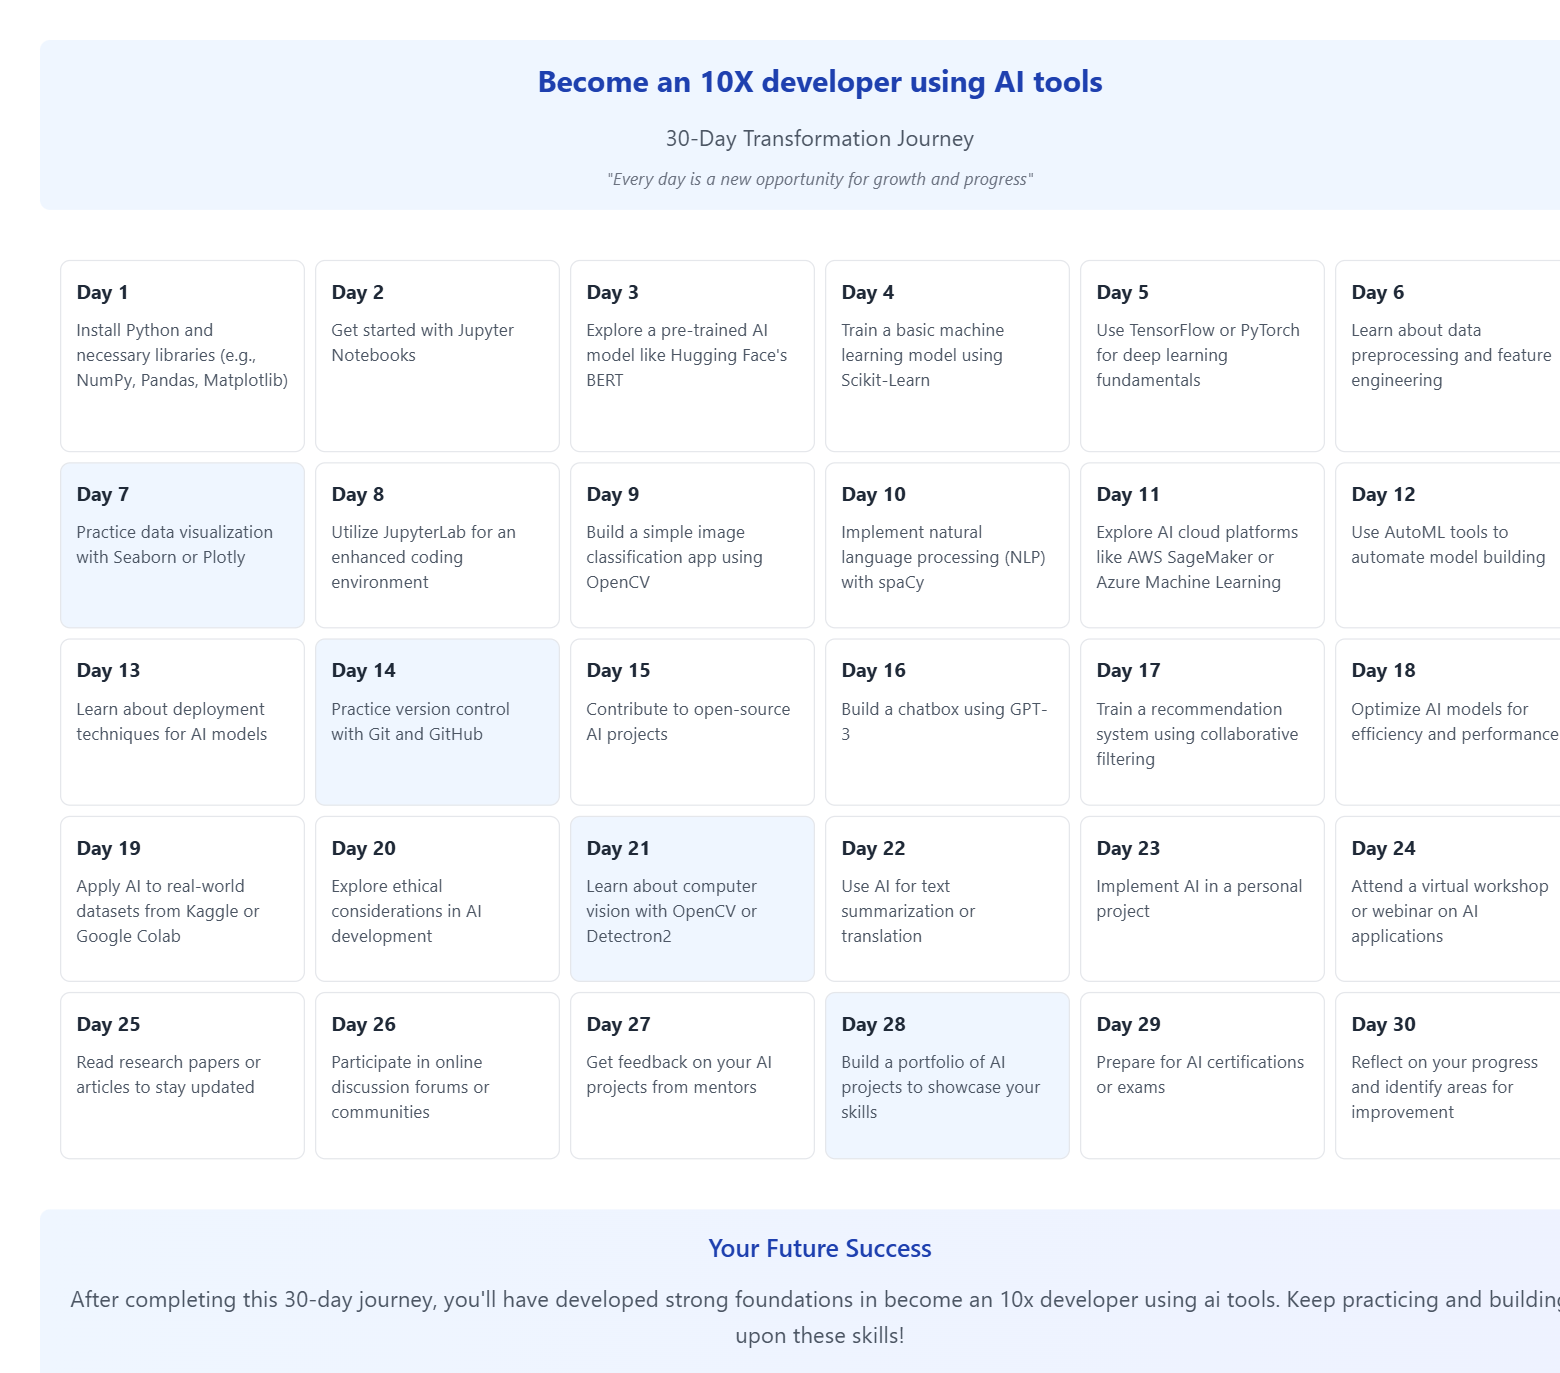 Become an 10X developer using AI tools
30-Day Transformation Journey
"Every day is a new opportunity for growth and progress"
Day 1
Install Python and
necessary libraries (e.g.,
NumPy, Pandas, Matplotlib)
Day 2
Get started with Jupyter
Notebooks
Day 3
Explore a pre-trained AI
model like Hugging Face's
BERT
Day 4
Train a basic machine
learning model using
Scikit-Learn
Day 5
Use TensorFlow or PyTorch
for deep learning
fundamentals
Day 6
Learn about data
preprocessing and feature
engineering
Day 7
Practice data visualization
with Seaborn or Plotly
Day 8
Utilize JupyterLab for an
enhanced coding
environment
Day 9
Build a simple image
classification app using
OpenCV
Day 10
Implement natural
language processing (NLP)
with spaCy
Day 11
Explore AI cloud platforms
like AWS SageMaker or
Azure Machine Learning
Day 12
Use AutoML tools to
automate model building
Day 13
Learn about deployment
techniques for AI models
Day 14
Practice version control
with Git and GitHub
Day 15
Contribute to open-source
AI projects
Day 16
Build a chatbox using GPT-
3
Day 17
Train a recommendation
system using collaborative
filtering
Day 18
Optimize AI models for
efficiency and performance
Day 19
Apply AI to real-world
datasets from Kaggle or
Google Colab
Day 20
Explore ethical
considerations in AI
development
Day 21
Learn about computer
vision with OpenCV or
Detectron2
Day 22
Use AI for text
summarization or
translation
Day 23
Implement AI in a personal
project
Day 24
Attend a virtual workshop
or webinar on AI
applications
Day 25
Read research papers or
articles to stay updated
Day 26
Participate in online
discussion forums or
communities
Day 27
Get feedback on your AI
projects from mentors
Day 28
Build a portfolio of AI
projects to showcase your
skills
Day 29
Prepare for AI certifications
or exams
Day 30
Reflect on your progress
and identify areas for
improvement
Your Future Success
After completing this 30-day journey, you'll have developed strong foundations in become an 10x developer using ai tools. Keep practicing and building
upon these skills!